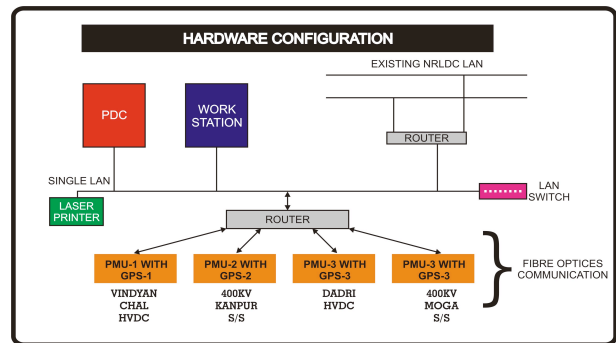 HARDWARE CONFIGURATION
EXISTING NRLDC LAN
PDC
WORK
STATION
ROUTER
SINGLE LAN
LASER
PRINTER
LAN
SWITCH
ROUTER
PMU-1 WITH
GPS-1
PMU-2 WITH
GPS-2
PMU-3 WITH
GPS-3
PMU-3 WITH
GPS-3
FIBRE OPTICES
COMMUNICATION
VINDYAN
CHAL
HVDC
400KV
KANPUR
S/S
DADRI
HVDC
400KV
MOGA
S/S